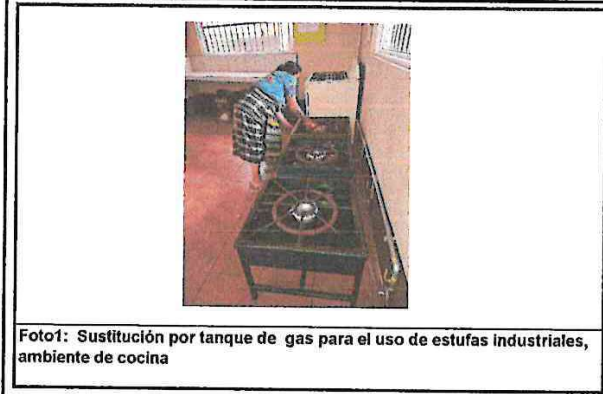 Foto1: Sustitución por tanque de gas para el uso de estufas industriales,
ambiente de cocina